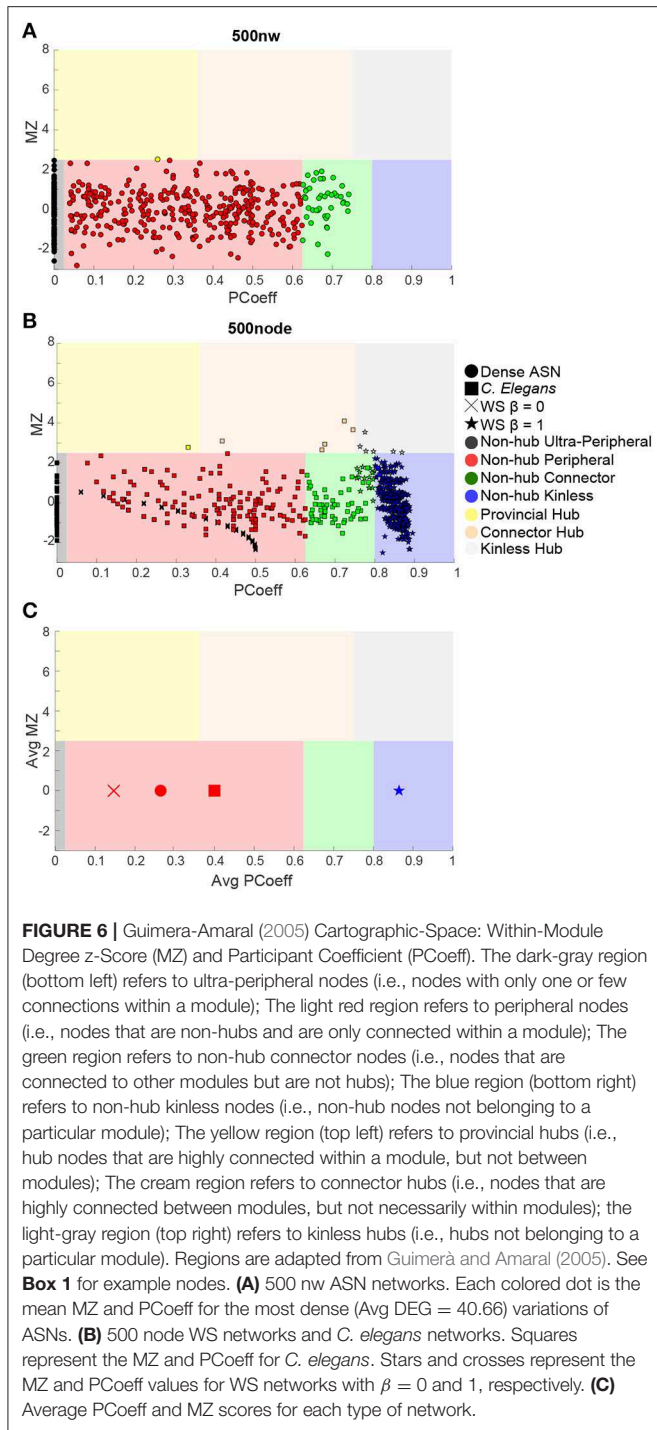 A
500nw
8
6
4
MZ
2
0
-2
0 0.1 0.2 0.3 0.4 0.5 0.6 0.7 0.8 0.9 1
PCoeff
B
500node
8
6
4
MZ
2
0
-2
0 0.1 0.2 0.3 0.4 0.5 0.6 0.7 0.8 0.9 1
PCoeff
Dense ASN
C. Elegans
WS β = 0
WS β = 1
Non-hub Ultra-Peripheral
Non-hub Peripheral
Non-hub Connector
Non-hub Kinless
Provincial Hub
Connector Hub
Kinless Hub
C
8
6
4
Avg MZ
2
0
-2
0 0.1 0.2 0.3 0.4 0.5 0.6 0.7 0.8 0.9 1
Avg PCoeff
FIGURE 6 | Guimera-Amaral (2005) Cartographic-Space: Within-Module
Degree z-Score (MZ) and Participant Coefficient (PCoeff). The dark-gray region
(bottom left) refers to ultra-peripheral nodes (i.e., nodes with only one or few
connections within a module); The light red region refers to peripheral nodes
(i.e., nodes that are non-hubs and are only connected within a module); The
green region refers to non-hub connector nodes (i.e., nodes that are
connected to other modules but are not hubs); The blue region (bottom right)
refers to non-hub kinless nodes (i.e., non-hub nodes not belonging to a
particular module); The yellow region (top left) refers to provincial hubs (i.e.,
hub nodes that are highly connected within a module, but not between
modules); The cream region refers to connector hubs (i.e., nodes that are
highly connected between modules, but not necessarily within modules); the
light-gray region (top right) refers to kinless hubs (i.e., hubs not belonging to a
particular module). Regions are adapted from Guimerà and Amaral (2005). See
Box 1 for example nodes. (A) 500 nw ASN networks. Each colored dot is the
mean MZ and PCoeff for the most dense (Avg DEG = 40.66) variations of
ASNs. (B) 500 node WS networks and C. elegans networks. Squares
represent the MZ and PCoeff for C. elegans. Stars and crosses represent the
MZ and PCoeff values for WS networks with β = 0 and 1, respectively. (C)
Average PCoeff and MZ scores for each type of network.